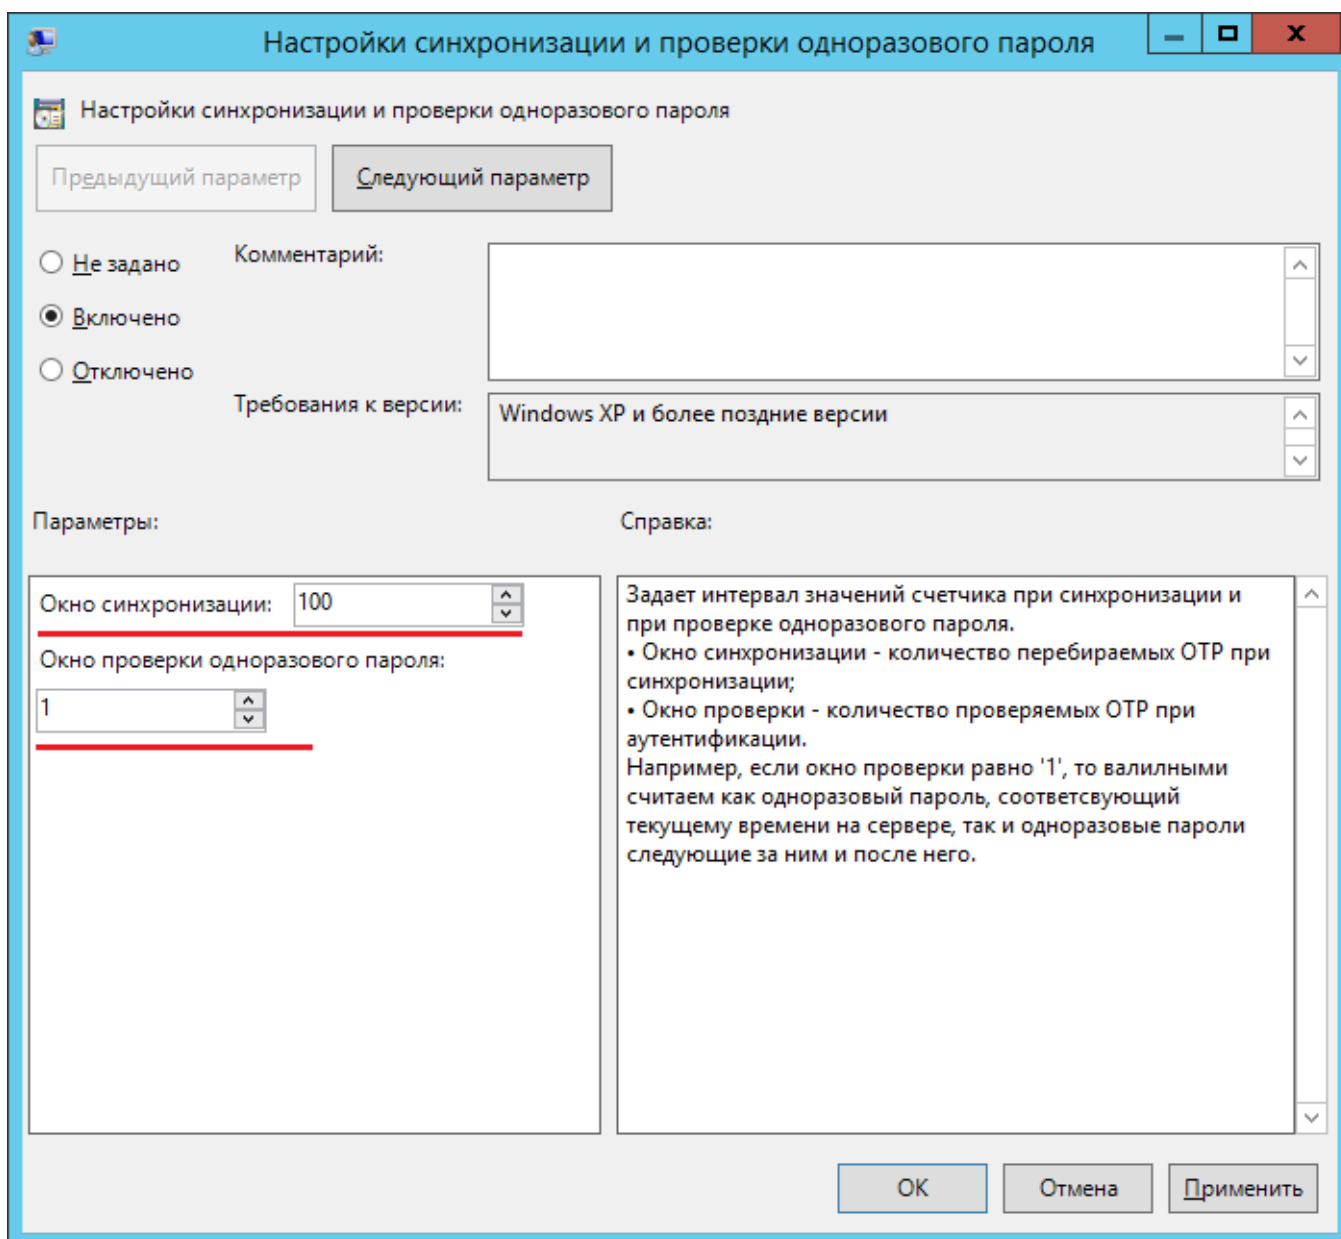 Настройки синхронизации и проверки одноразового пароля
Настройки синхронизации и проверки одноразового пароля
Предыдущий параметр
Следующий параметр
Не задано
Включено
Отключено
Комментарий:
Требования к версии:
Windows XP и более поздние версии
Параметры:
Справка:
Окно синхронизации: 100
Окно проверки одноразового пароля:
1
Задает интервал значений счетчика при синхронизации и
при проверке одноразового пароля.
• Окно синхронизации - количество перебираемых OTP при
синхронизации;
• Окно проверки - количество проверяемых OTP при
аутентификации.
Например, если окно проверки равно '1', то валилными
считаем как одноразовый пароль, соответсвующий
текущему времени на сервере, так и одноразовые пароли
следующие за ним и после него.
OK
Отмена
Применить